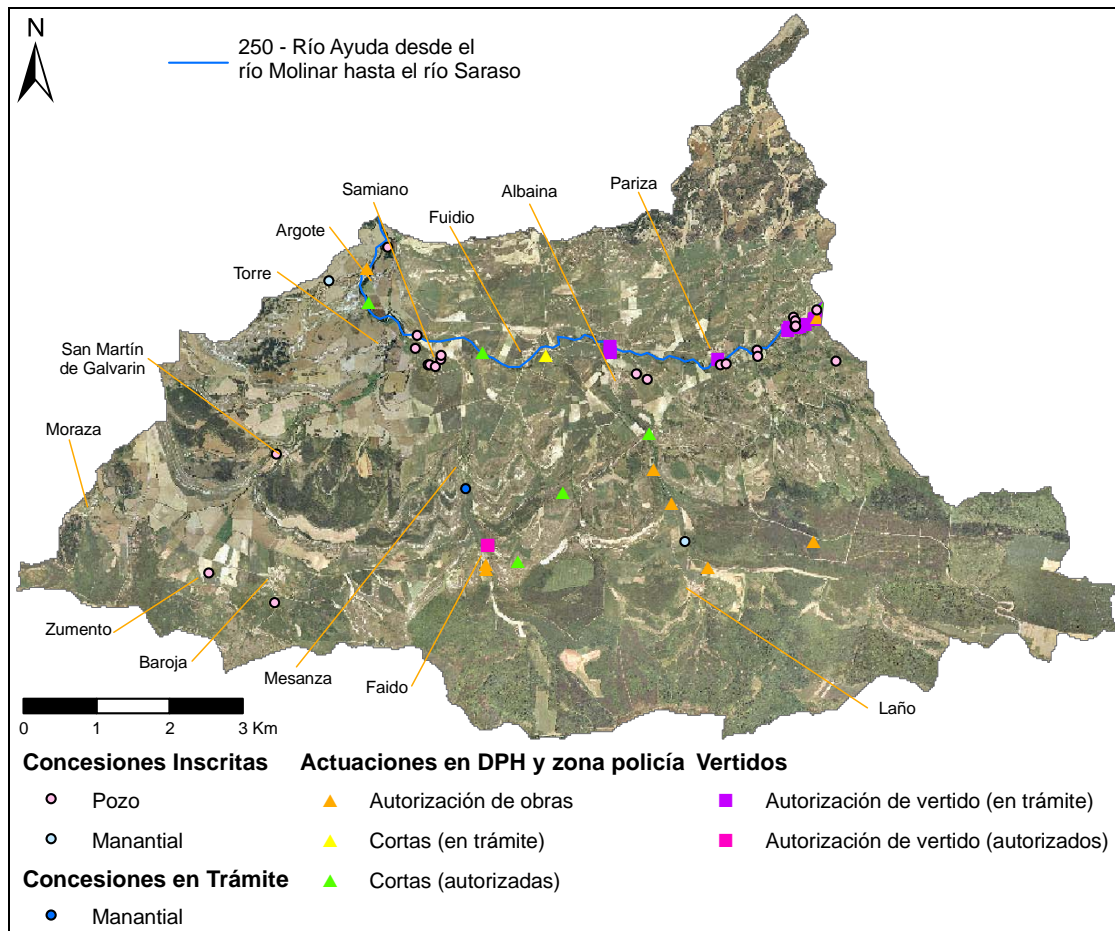 N
250 - Río Ayuda desde el
río Molinar hasta el río Saraso
Samiano
Albaina
Pariza
Fuidio
Argote
Torre
San Martín
de Galvarin
Moraza
Zumento
Baroja
Mesanza
Faido
Laño
0 1 2 3 Km
Concesiones Inscritas
Pozo
Manantial
Concesiones en Trámite
Manantial
Actuaciones en DPH y zona policía
Autorización de obras
Cortas (en trámite)
Cortas (autorizadas)
Vertidos
Autorización de vertido (en trámite)
Autorización de vertido (autorizados)